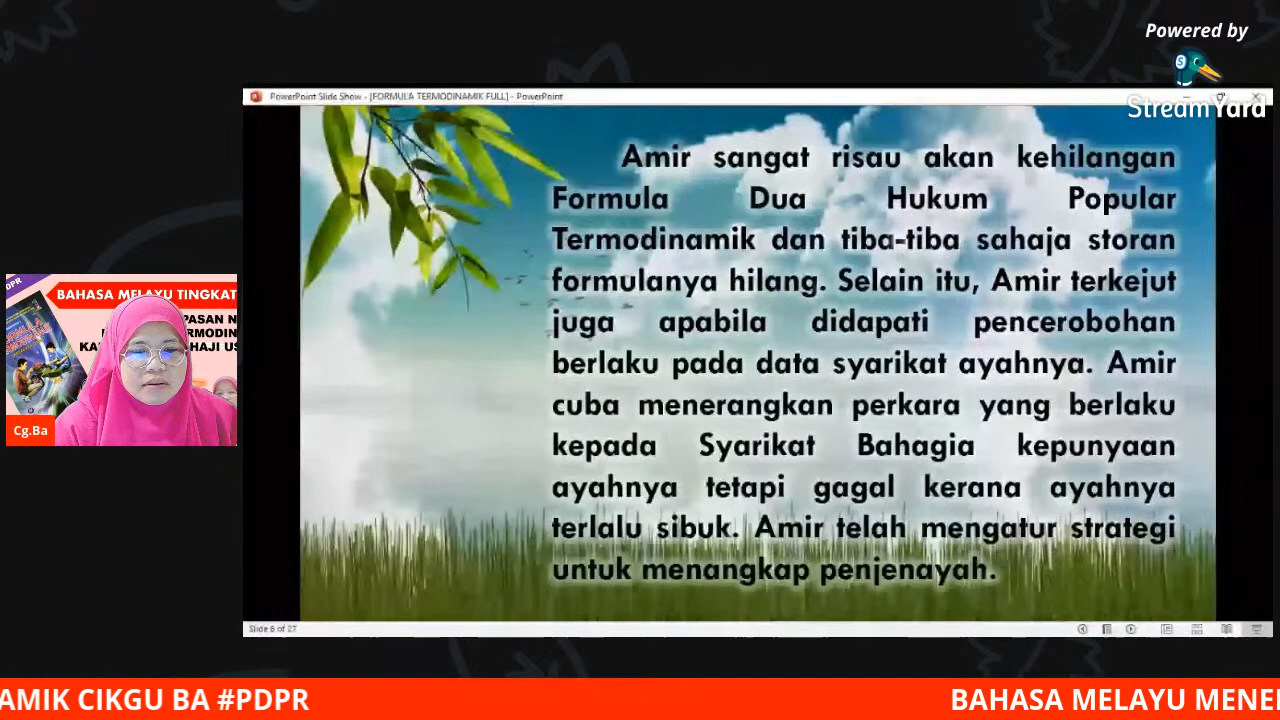 Powered by
StreamYard
PowerPoint Slide Show - [FORMULA TERMODINAMIK FULL] - PowerPoint
Amir sangat risau akan kehilangan
Formula Dua Hukum Popular
Termodinamik dan tiba-tiba sahaja storan
formulanya hilang. Selain itu, Amir terkejut
juga apabila didapati pencerobohan
berlaku pada data syarikat ayahnya. Amir
cuba menerangkan perkara yang berlaku
kepada Syarikat Bahagia kepunyaan
ayahnya tetapi gagal kerana ayahnya
terlalu sibuk. Amir telah mengatur strategi
untuk menangkap penjenayah.
Slide 6 of 27
BAHASA MELAYU TINGKAT
PASAN N
HAJI US
Cg.Ba
AMIK CIKGU BA #PDPR
BAHASA MELAYU MENE